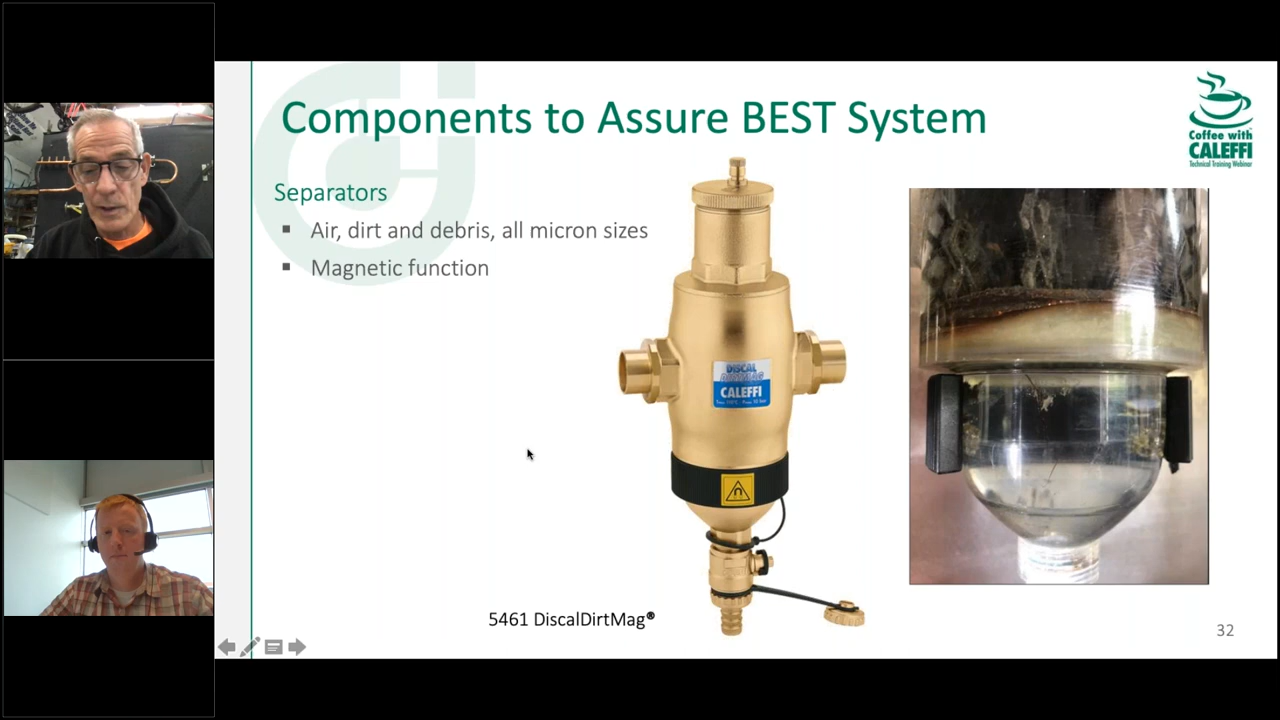 Components to Assure BEST System
Coffee with
CALEFFI
Technical Training Webinar
Separators
▪ Air, dirt and debris, all micron sizes
▪ Magnetic function
DISCAL
DIRTMAG
CALEFFI
5461 DiscalDirtMag®
32